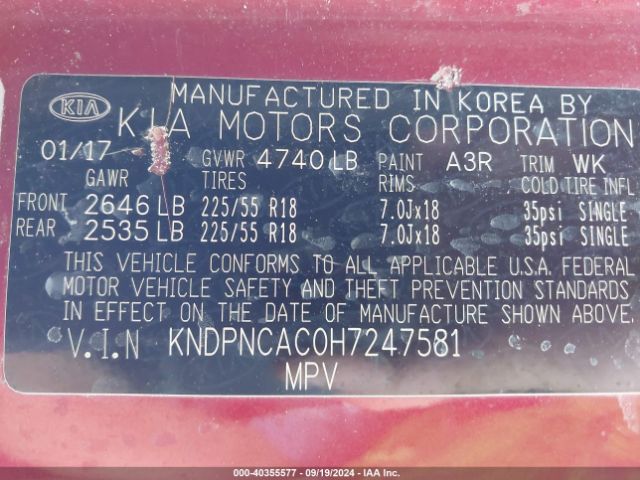 KIA
MANUFACTURED IN KOREA BY
KIA MOTORS CORPORATION
01/17 GVWR 4740 LB PAINT A3R TRIM WK
GAWR TIRES RIMS COLD TIRE INFL
FRONT 2646 LB 225/55 R18 7.0Jx18 35psi SINGLE
REAR 2535 LB 225/55 R18 7.0Jx18 35psi SINGLE
THIS VEHICLE CONFORMS TO ALL APPLICABLE U.S.A. FEDERAL
MOTOR VEHICLE SAFETY AND THEFT PREVENTION STANDARDS
IN EFFECT ON THE DATE OF MANUFACTURE SHOWN ABOVE.
V.I.N KNDPNCAC0H7247581
MPV
© - 40355577 - 09/19/2024 - IAA Inc.